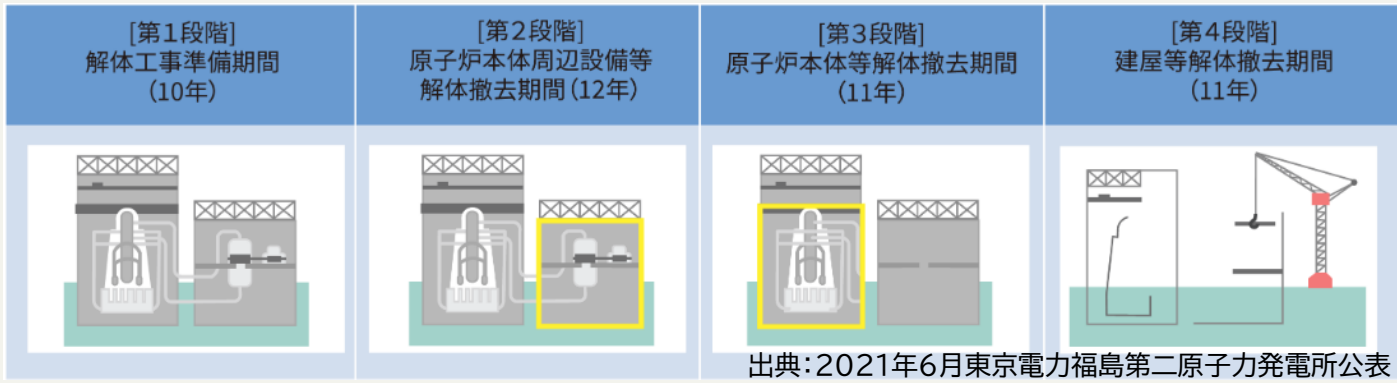 [第1段階]
解体工事準備期間
(10年)
[第2段階]
原子炉本体周辺設備等
解体撤去期間(12年)
[第3段階]
原子炉本体等解体撤去期間
(11年)
[第4段階]
建屋等解体撤去期間
(11年)
出典:2021年6月東京電力福島第二原子力発電所公表